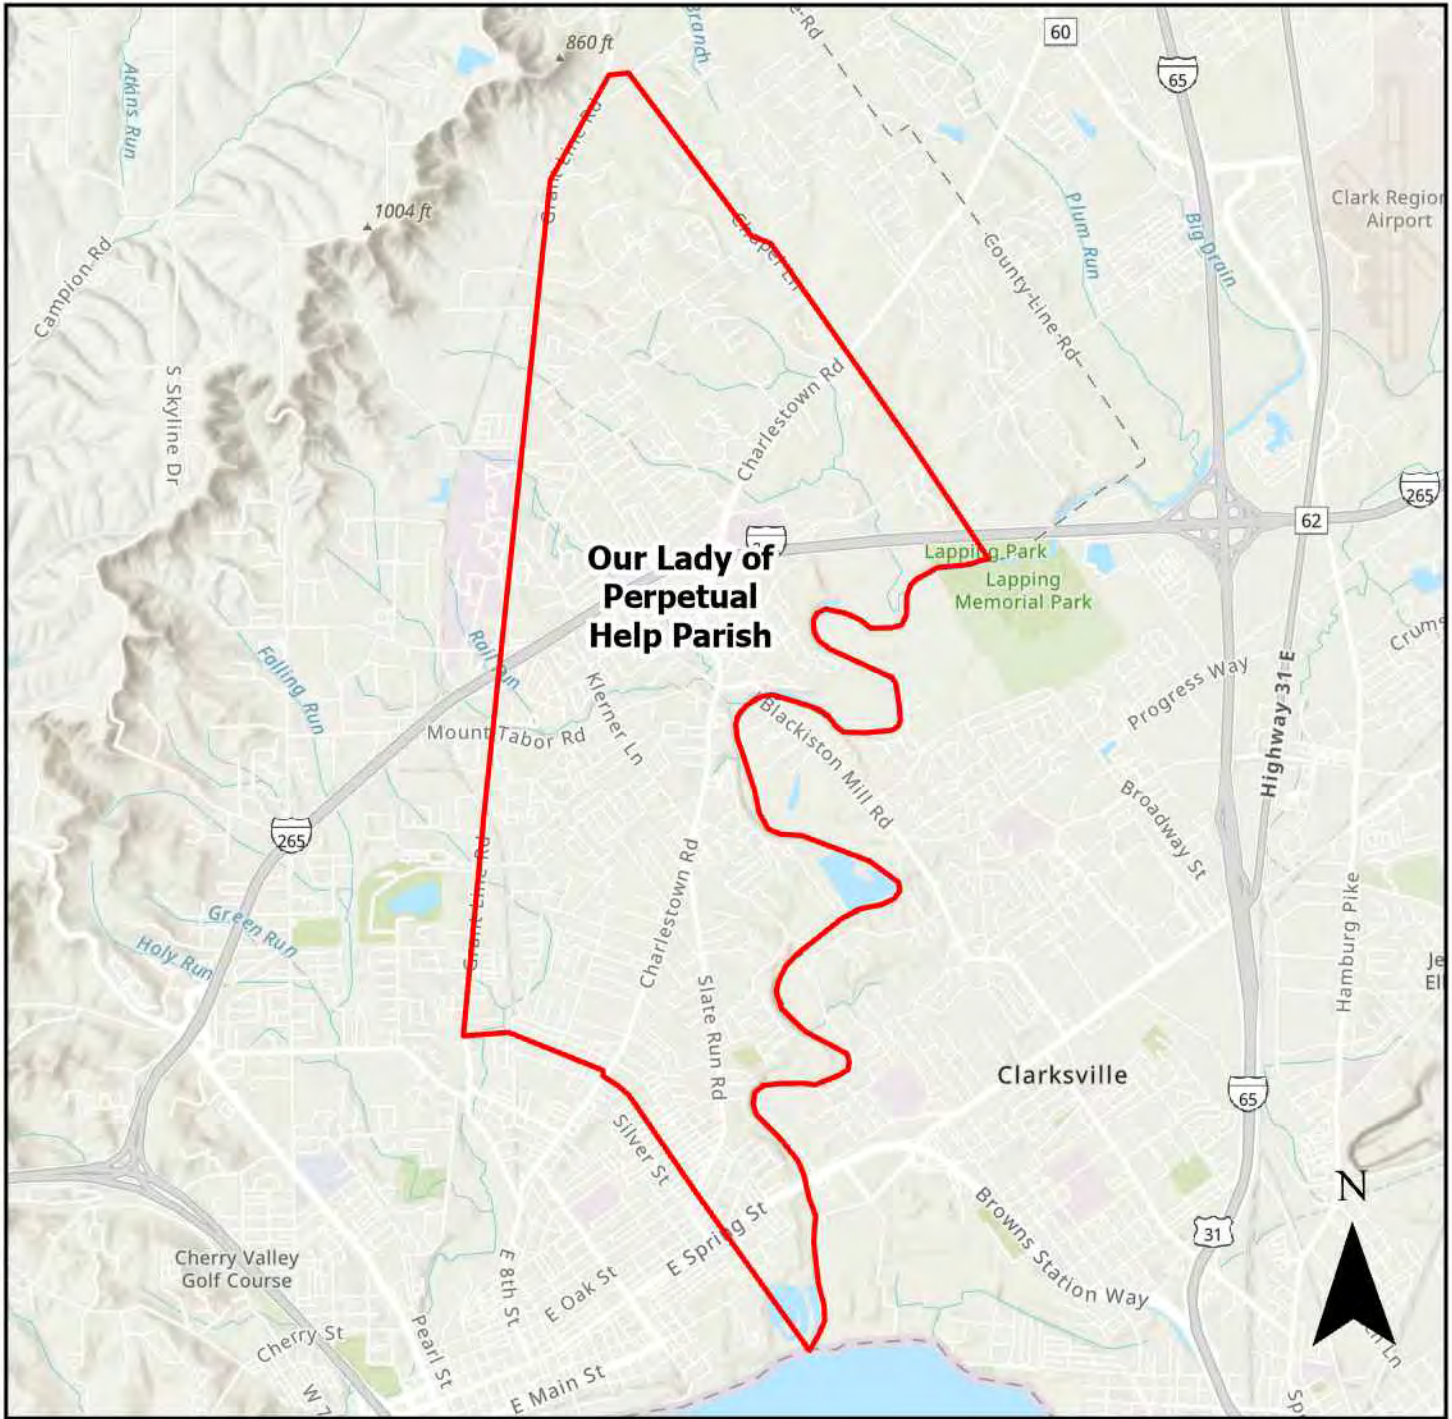 860 ft
Branch
60
65
Atkins Run
Grant Line Rd
1004 ft
Clark Region
Airport
Chapel Ln
Plum Run
Big Drain
County-Line-Rd
Campion Rd
S Skyline Dr
Charlestown Rd
265
62
Our Lady of
Perpetual
Help Parish
Lapping Park
Lapping
Memorial Park
Falling Run
Mount Tabor Rd
Klerner Ln
Blackiston Mill Rd
Progress Way
Highway 31 E
Broadway St
265
Grant Line Rd
Charlestown Rd
Green Run
Holy Run
Slate Run Rd
Hamburg Pike
Clarksville
65
Silver St
N
31
E Spring St
Browns Station Way
Cherry Valley
Golf Course
E 8th St
E Oak St
Cherry St
Pearl St
E Main St
W 7